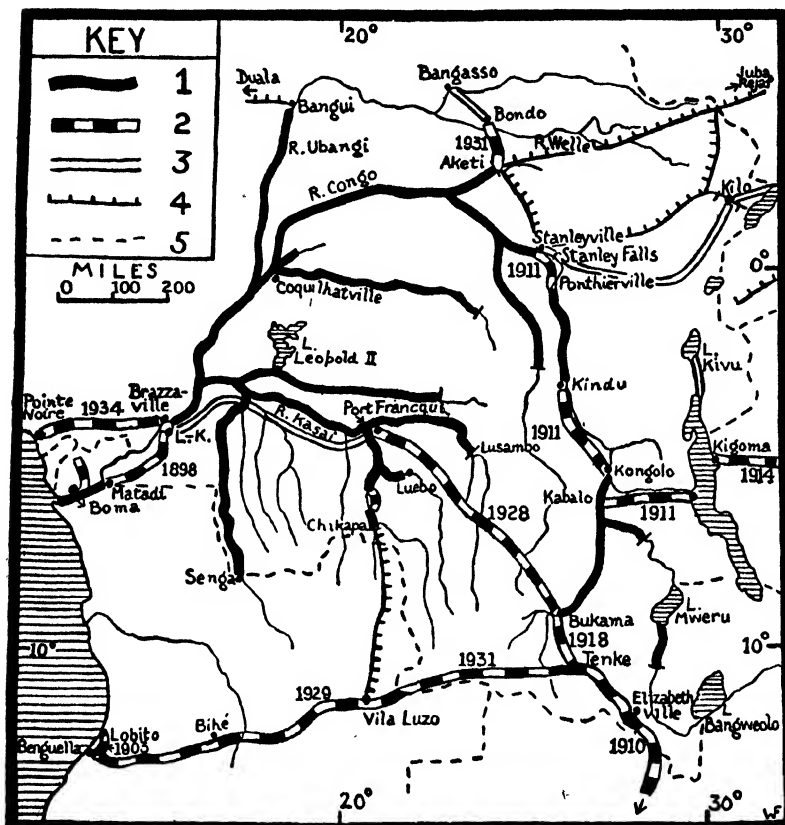 KEY
1
2
3
4
5
MILES
0 100 200
20°
30°
Duala
Bangui
Bangasso
Bondo
1931
Aketi
R. Welle
Juba
Rejaf
R. Ubangi
R. Congo
Kilo
Stanleyville
Stanley Falls
1911
Ponthierville
0°
Coquilhatville
L.
Leopold II
L.
Kivu
Pointe
Noire
1934
Brazza-
ville
L.-K.
1898
Matadi
Boma
R. Kasai
Port Francqui
Lusambo
Luebo
Kindu
1911
Kongolo
Kigoma
1914
Kabalo
1911
Chikapa
1928
Senga
Bukama
1918
Tenke
L.
Mweru
10°
10°
1931
1929
Vila Luzo
Elizabeth
ville
1910
L
Bangweolo
Bihé
Lobito
1903
Benguella
20°
30°
WF